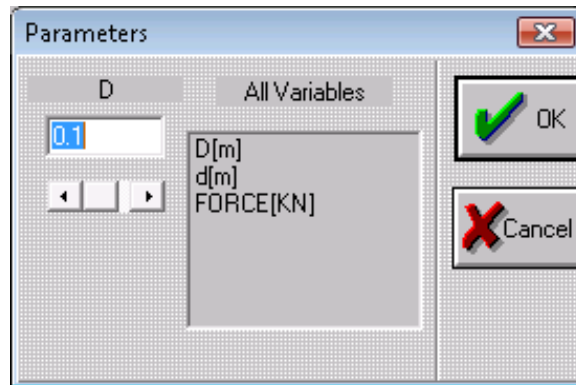 Parameters
D
All Variables
0.1
D[m]
d[m]
FORCE[KN]
OK
Cancel